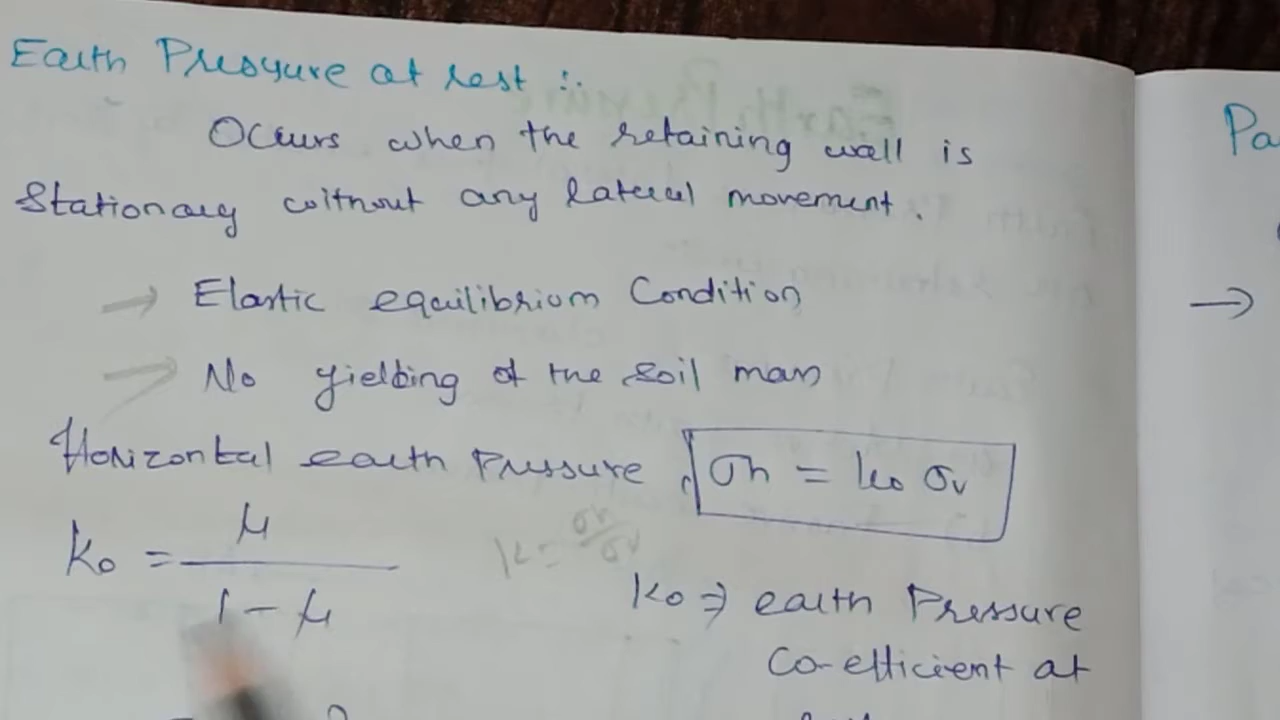 Earth Pressure at rest :-
Occurs when the retaining wall is
Stationary without any lateral movement.
→ Elastic equilibrium Condition
→ No yielding of the soil mass
Horizontal earth Pressure, σh = k₀ σv
k₀ = μ / 1 - μ
K = σh / σv
K₀ ⇒ earth Pressure
Co-efficient at
Pa
→